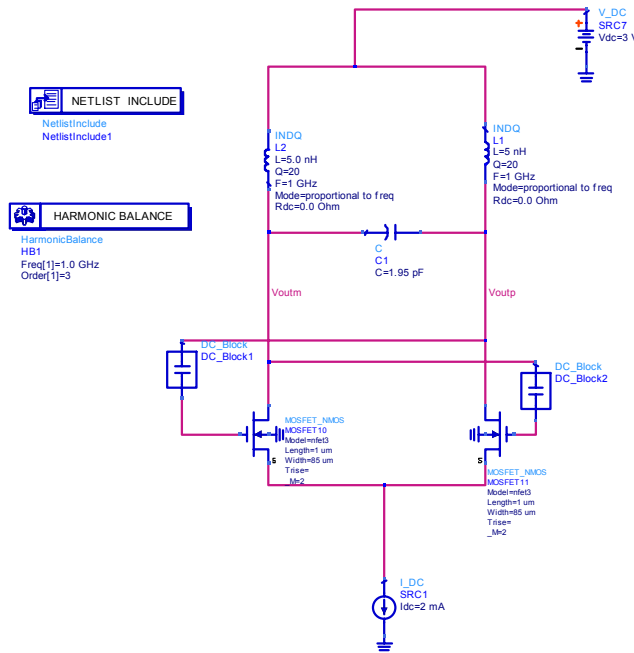 V_DC
SRC7
+
Vdc=3 V
NETLIST INCLUDE
NetlistInclude
NetlistInclude1
INDQ
L2
L=5.0 nH
Q=20
F=1 GHz
Mode=proportional to freq
Rdc=0.0 Ohm
INDQ
L1
L=5 nH
Q=20
F=1 GHz
Mode=proportional to freq
Rdc=0.0 Ohm
HARMONIC BALANCE
HarmonicBalance
HB1
Freq[1]=1.0 GHz
Order[1]=3
C
C1
C=1.95 pF
Voutm
Voutp
DC_Block
DC_Block1
DC_Block
DC_Block2
MOSFET_NMOS
MOSFET10
Model=nfet3
Length=1 um
Width=85 um
Trise=
_M=2
S
S
MOSFET_NMOS
MOSFET11
Model=nfet3
Length=1 um
Width=85 um
Trise=
_M=2
I_DC
SRC1
Idc=2 mA